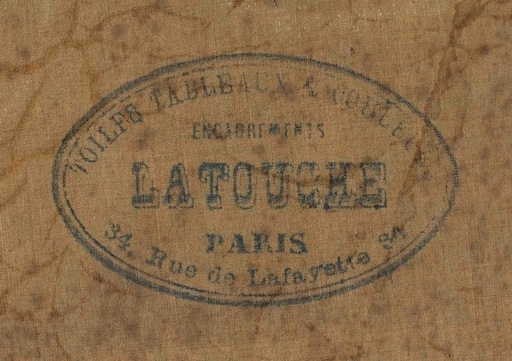 TOILES TABLEAUX & COULEURS
ENCADREMENTS
LATOUCHE
PARIS
34, Rue de Lafayette 34